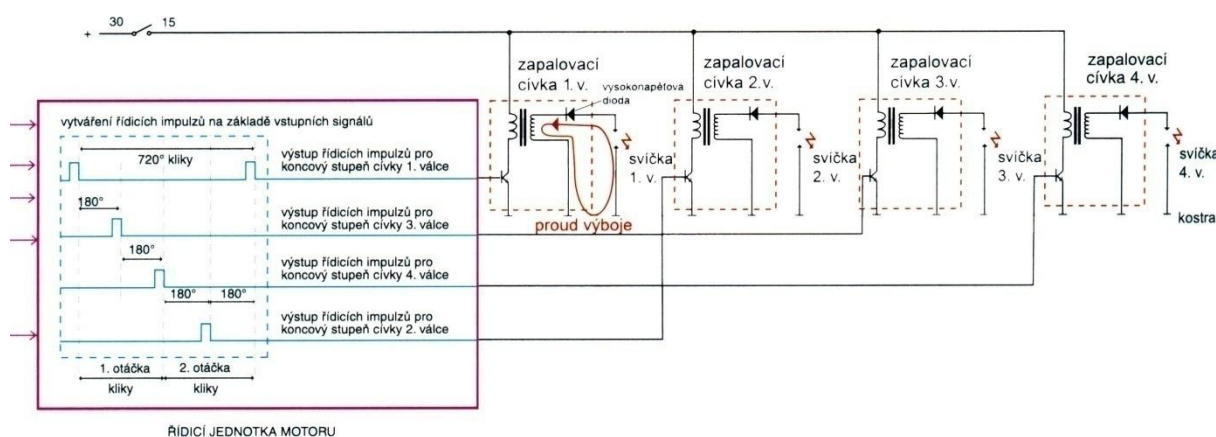 30
15
+
zapalovací
cívka 1. v.
vysokonapěťova
dioda
zapalovací
cívka 2. v.
zapalovací
cívka 3. v.
zapalovací
cívka 4. v.
vytváření řídicích impulzů na základě vstupních signálů
720° kliky
výstup řídicích impulzů pro
koncový stupeň cívky 1. válce
180°
výstup řídicích impulzů pro
koncový stupeň cívky 3. válce
180°
výstup řídicích impulzů pro
koncový stupeň cívky 4. válce
180°
180°
výstup řídicích impulzů pro
koncový stupeň cívky 2. válce
1. otáčka
kliky
2. otáčka
kliky
svíčka
1. v.
svíčka
2. v.
svíčka
3. v.
svíčka
4. v.
proud výboje
kostra
ŘÍDICÍ JEDNOTKA MOTORU